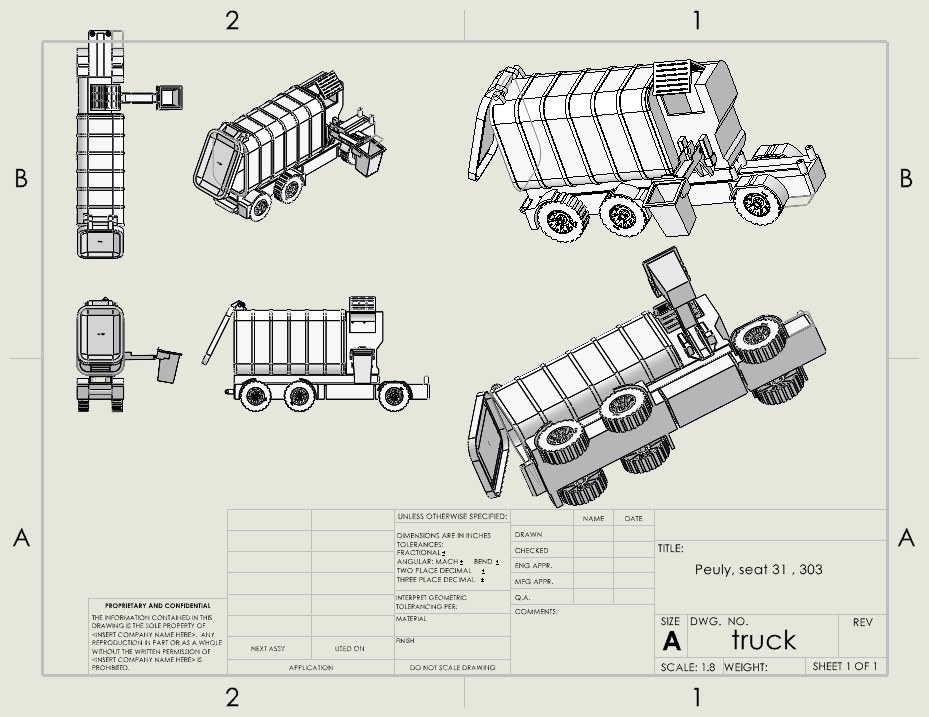 2
1
B
B
A
A
UNLESS OTHERWISE SPECIFIED:
DIMENSIONS ARE IN INCHES
TOLERANCES:
FRACTIONAL±
ANGULAR: MACH± BEND ±
TWO PLACE DECIMAL ±
THREE PLACE DECIMAL ±
INTERPRET GEOMETRIC
TOLERANCING PER:
MATERIAL
FINISH
DO NOT SCALE DRAWING
NAME DATE
DRAWN
CHECKED
ENG APPR.
MFG APPR.
Q.A.
COMMENTS:
TITLE:
Peuly, seat 31 , 303
SIZE DWG. NO. REV
A truck
SCALE: 1:8 WEIGHT: SHEET 1 OF 1
PROPRIETARY AND CONFIDENTIAL
THE INFORMATION CONTAINED IN THIS
DRAWING IS THE SOLE PROPERTY OF
<INSERT COMPANY NAME HERE>. ANY
REPRODUCTION IN PART OR AS A WHOLE
WITHOUT THE WRITTEN PERMISSION OF
<INSERT COMPANY NAME HERE> IS
PROHIBITED.
NEXT ASSY USED ON
APPLICATION
2
1